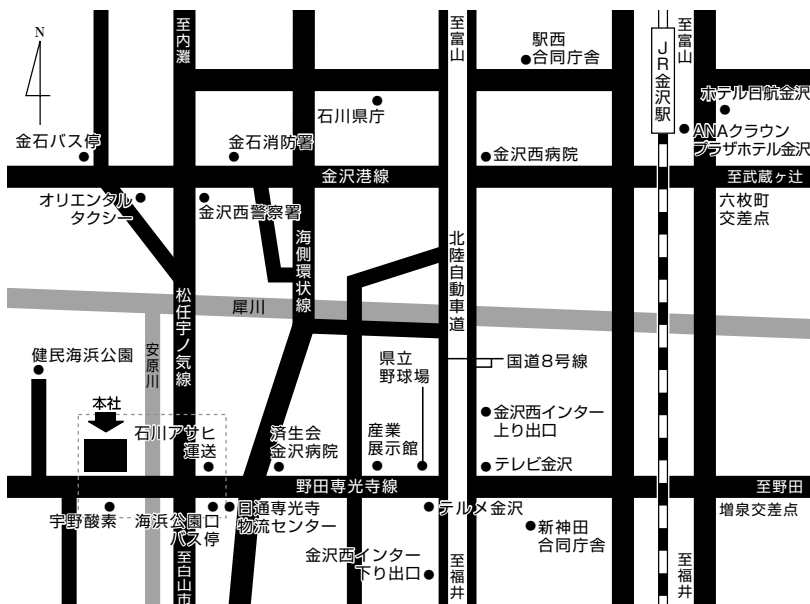 N
至内灘
至富山
駅西
合同庁舎
JR金沢駅
至富山
ホテル日航金沢
石川県庁
ANAクラウン
プラザホテル金沢
金石バス停
金石消防署
金沢西病院
金沢港線
至武蔵ヶ辻
オリエンタル
タクシー
金沢西警察署
六枚町
交差点
海側環状線
北陸自動車道
松任宇ノ気線
犀川
安原川
健民海浜公園
県立
野球場
国道8号線
本社
石川アサヒ
運送
済生会
金沢病院
産業
展示館
金沢西インター
上り出口
テレビ金沢
野田専光寺線
至野田
宇野酸素
海浜公園口
バス停
日通専光寺
物流センター
テルメ金沢
増泉交差点
新神田
合同庁舎
金沢西インター
下り出口
至白山市
至福井
至福井